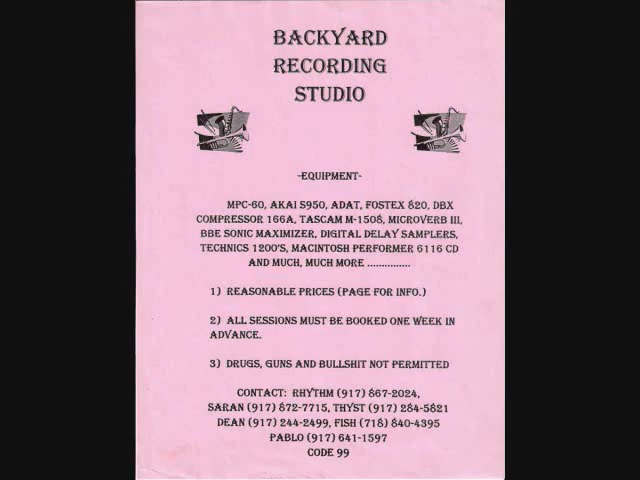 BACKYARD
RECORDING
STUDIO
-EQUIPMENT-
MPC-60, AKAI S950, ADAT, FOSTEX 820, DBX
COMPRESSOR 166A, TASCAM M-1508, MICROVERB III,
BBE SONIC MAXIMIZER, DIGITAL DELAY SAMPLERS,
TECHNICS 1200'S, MACINTOSH PERFORMER 6116 CD
AND MUCH, MUCH MORE ...............
1) REASONABLE PRICES (PAGE FOR INFO.)
2) ALL SESSIONS MUST BE BOOKED ONE WEEK IN
ADVANCE.
3) DRUGS, GUNS AND BULLSHIT NOT PERMITTED
CONTACT: RHYTHM (917) 867-2024,
SARAN (917) 872-7715, THYST (917) 284-5821
DEAN (917) 244-2499, FISH (718) 840-4395
PABLO (917) 641-1597
CODE 99